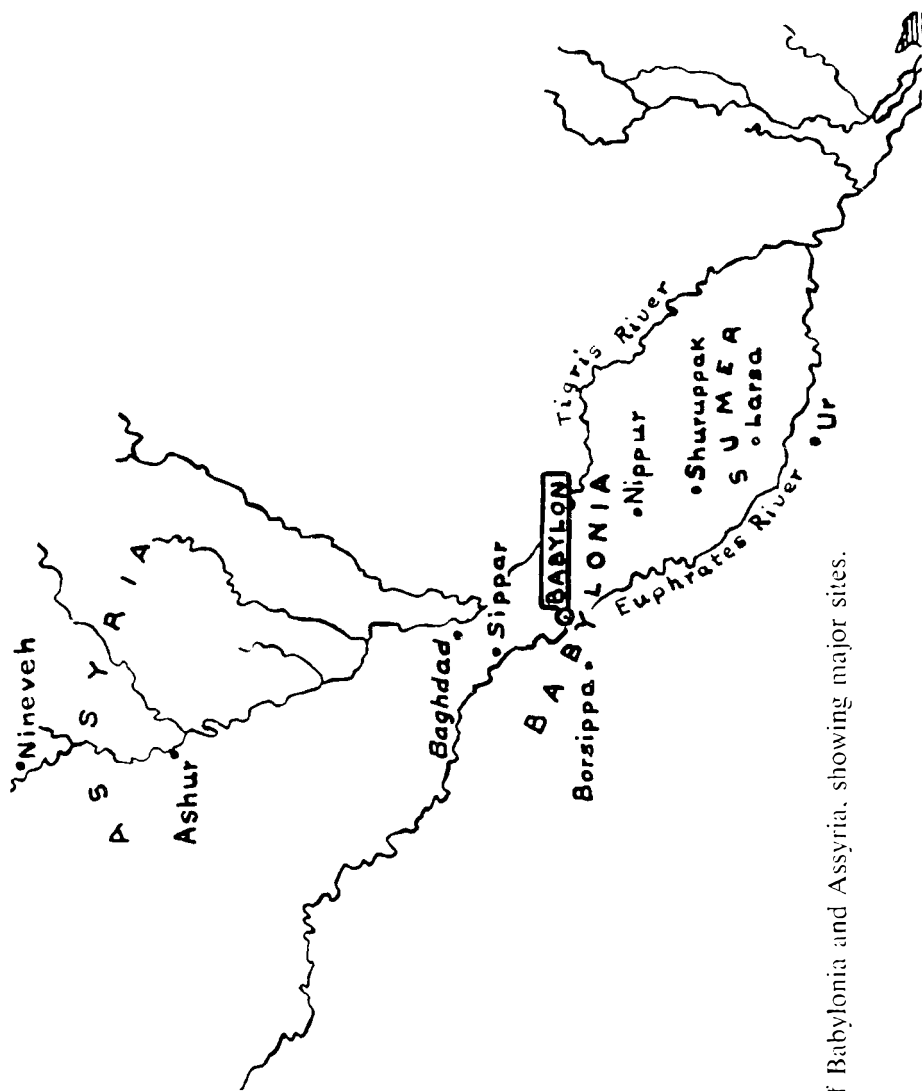 Nineveh
ASSYRIA
Ashur
Baghdad
Sippar
BABYLON
BABYLONIA
Borsippa
Tigris River
Nippur
Euphrates River
Shuruppak
SUMER
Larsa
Ur
f Babylonia and Assyria, showing major sites.